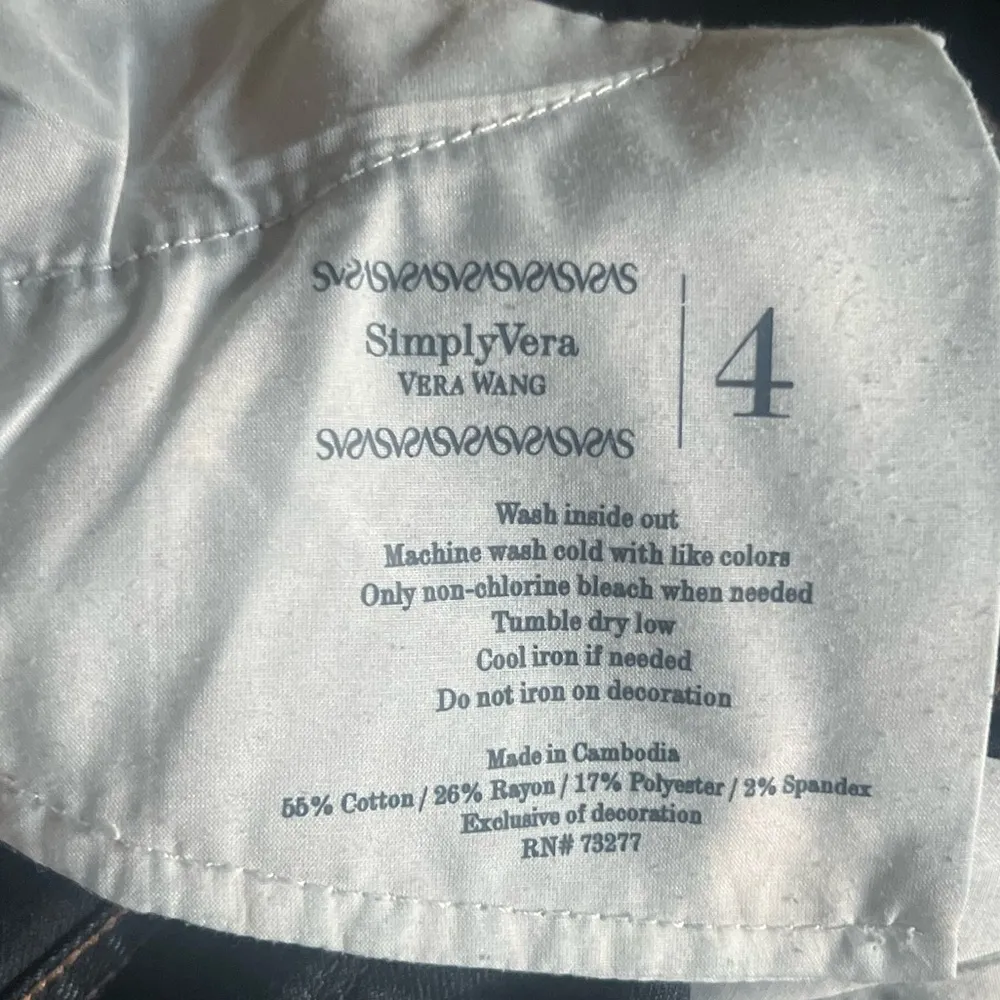 SimplyVera
VERA WANG
4
Wash inside out
Machine wash cold with like colors
Only non-chlorine bleach when needed
Tumble dry low
Cool iron if needed
Do not iron on decoration
Made in Cambodia
55% Cotton / 26% Rayon / 17% Polyester / 2% Spandex
Exclusive of decoration
RN# 73277